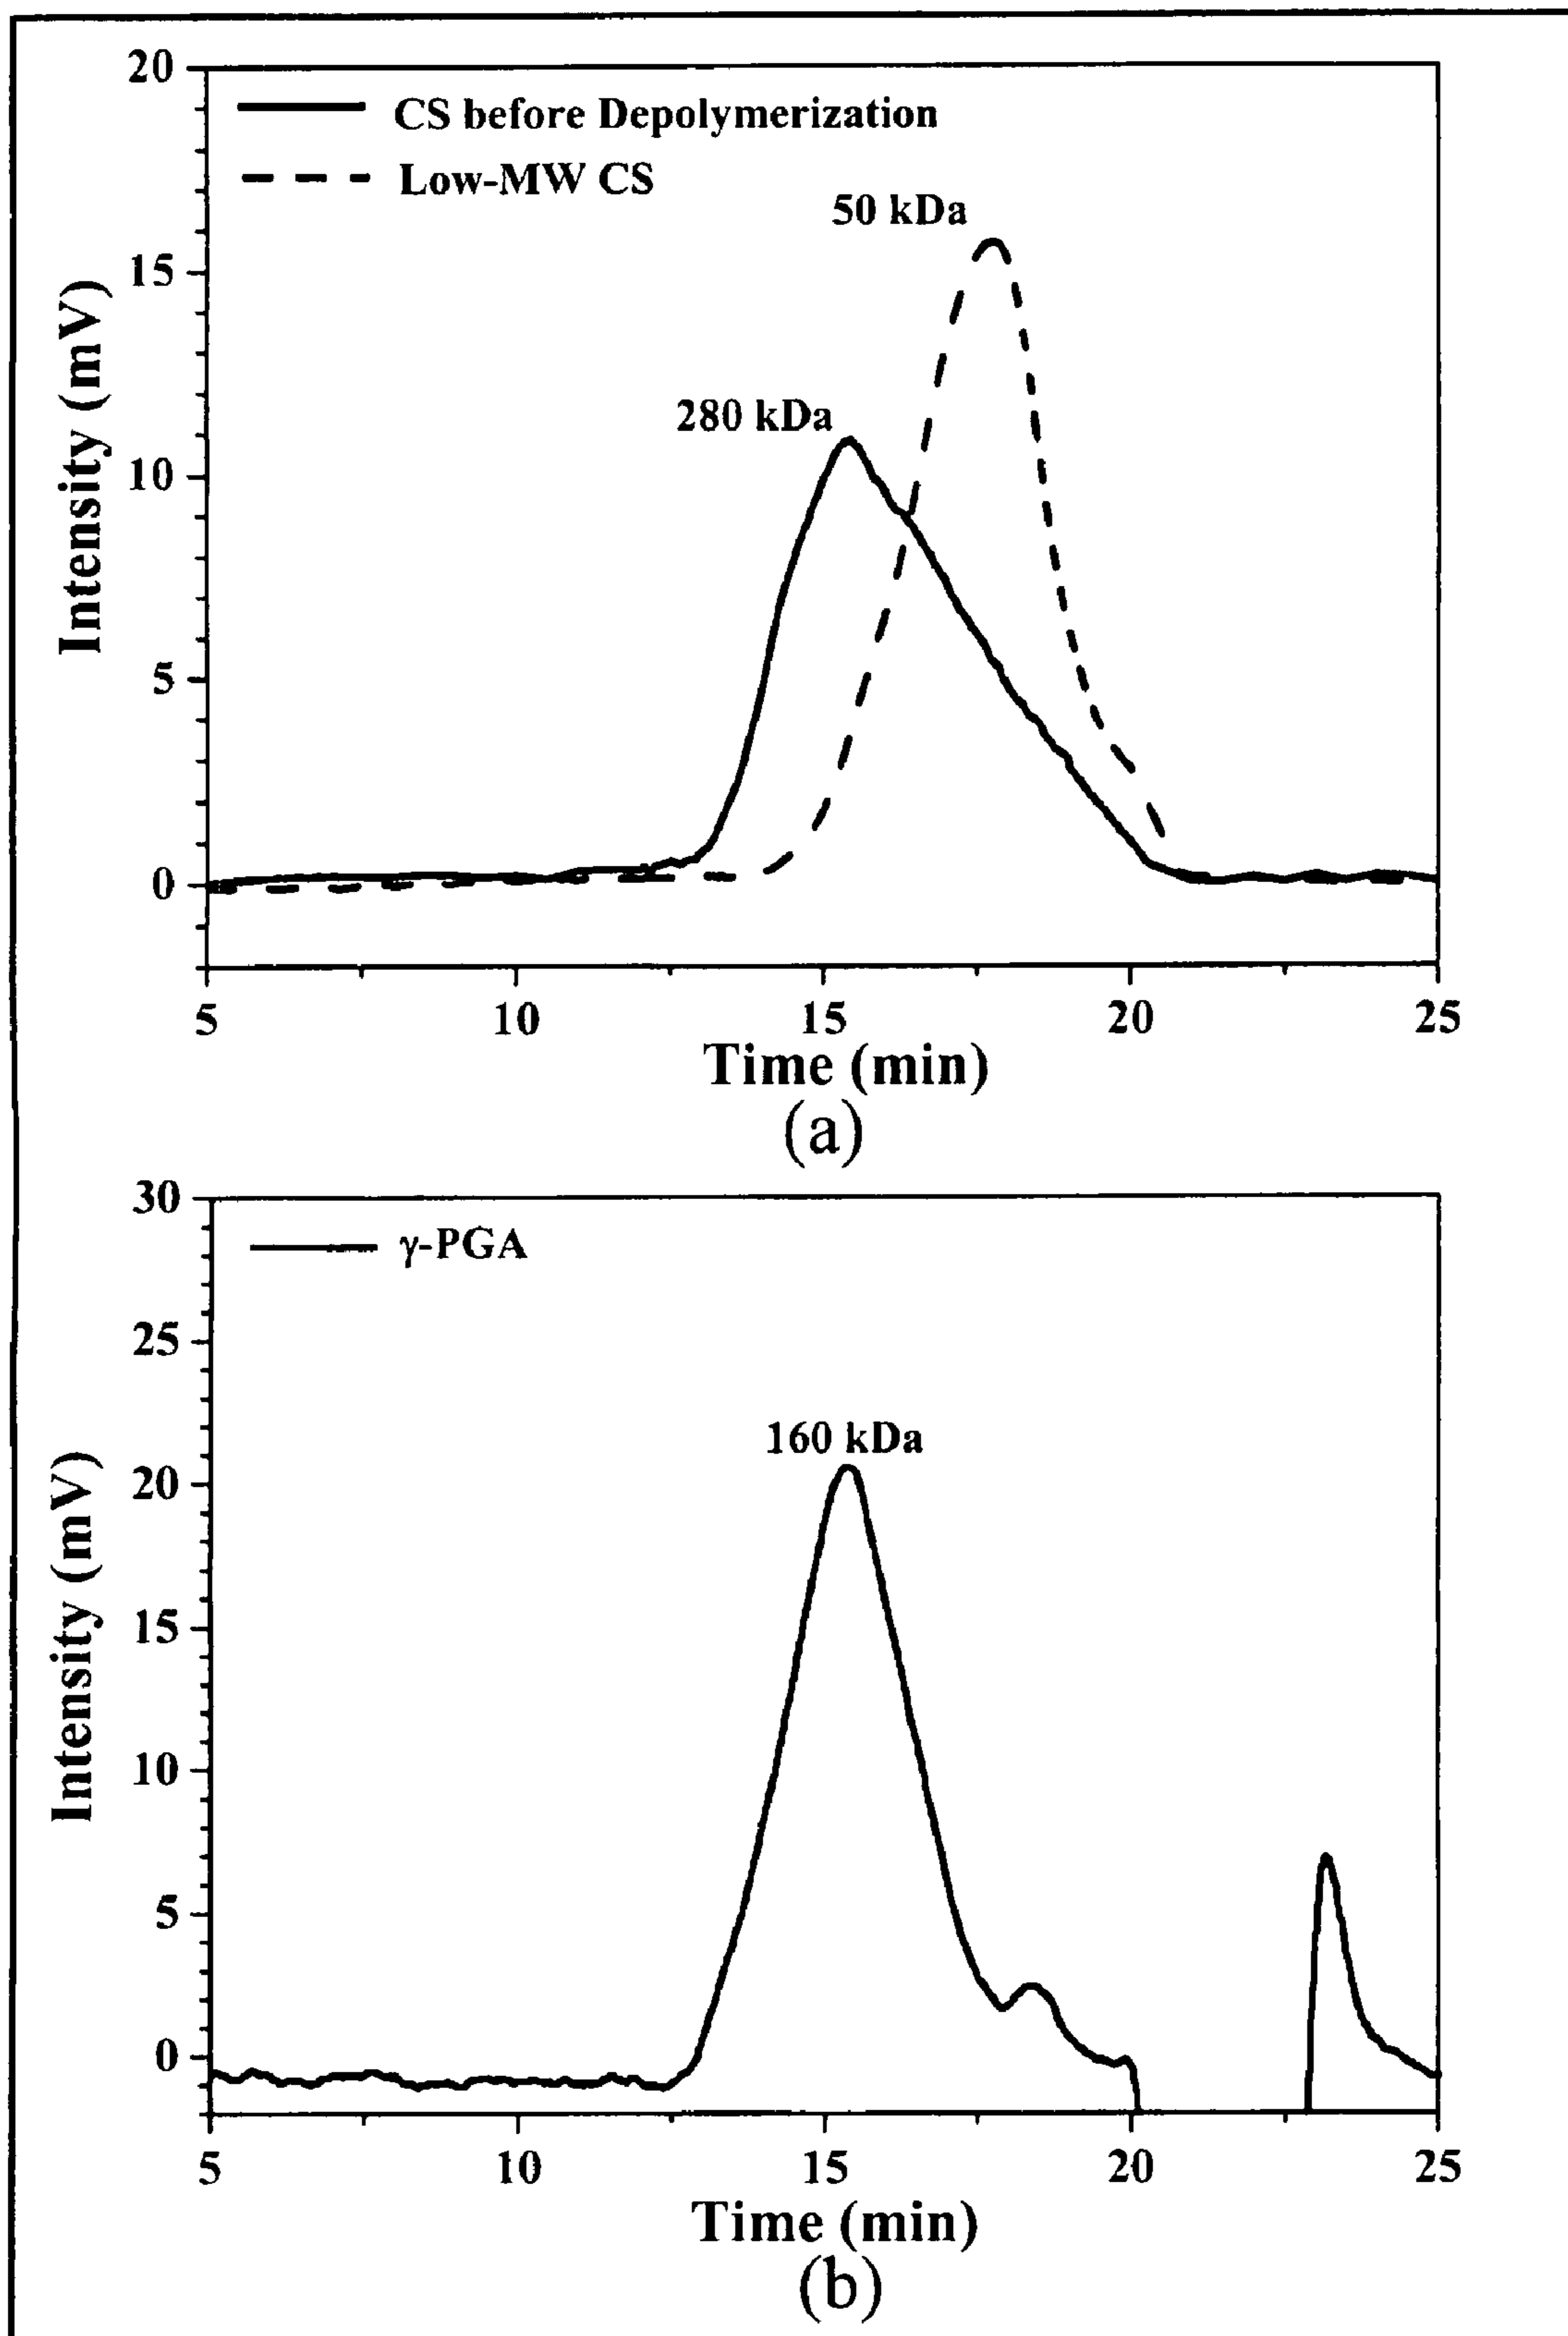 20
CS before Depolymerization
Low-MW CS
50 kDa
15
280 kDa
10
5
0
Intensity (mV)
5 10 15 20 25
Time (min)
(a)
30
γ-PGA
25
160 kDa
20
15
10
5
0
Intensity (mV)
5 10 15 20 25
Time (min)
(b)